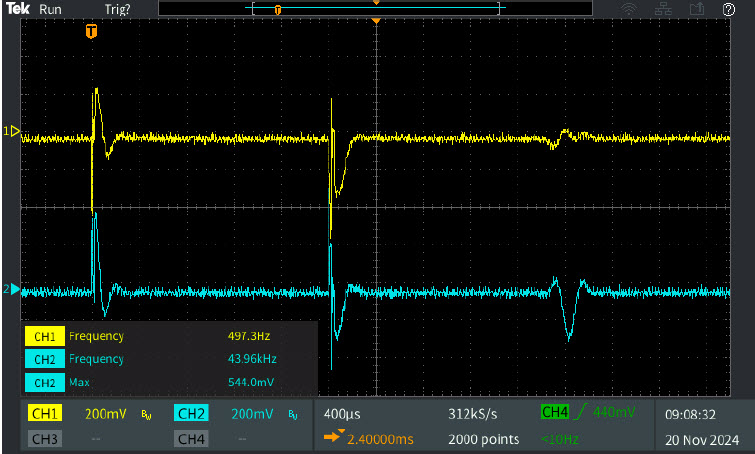 Tek Run Trig?
T
T
1
2
CH1 Frequency 497.3Hz
CH2 Frequency 43.96kHz
CH2 Max 544.0mV
CH1 200mV BW CH2 200mV BW 400µs 312kS/s CH4 440mV 09:08:32
CH3 -- CH4 -- 2.40000ms 2000 points <10Hz 20 Nov 2024